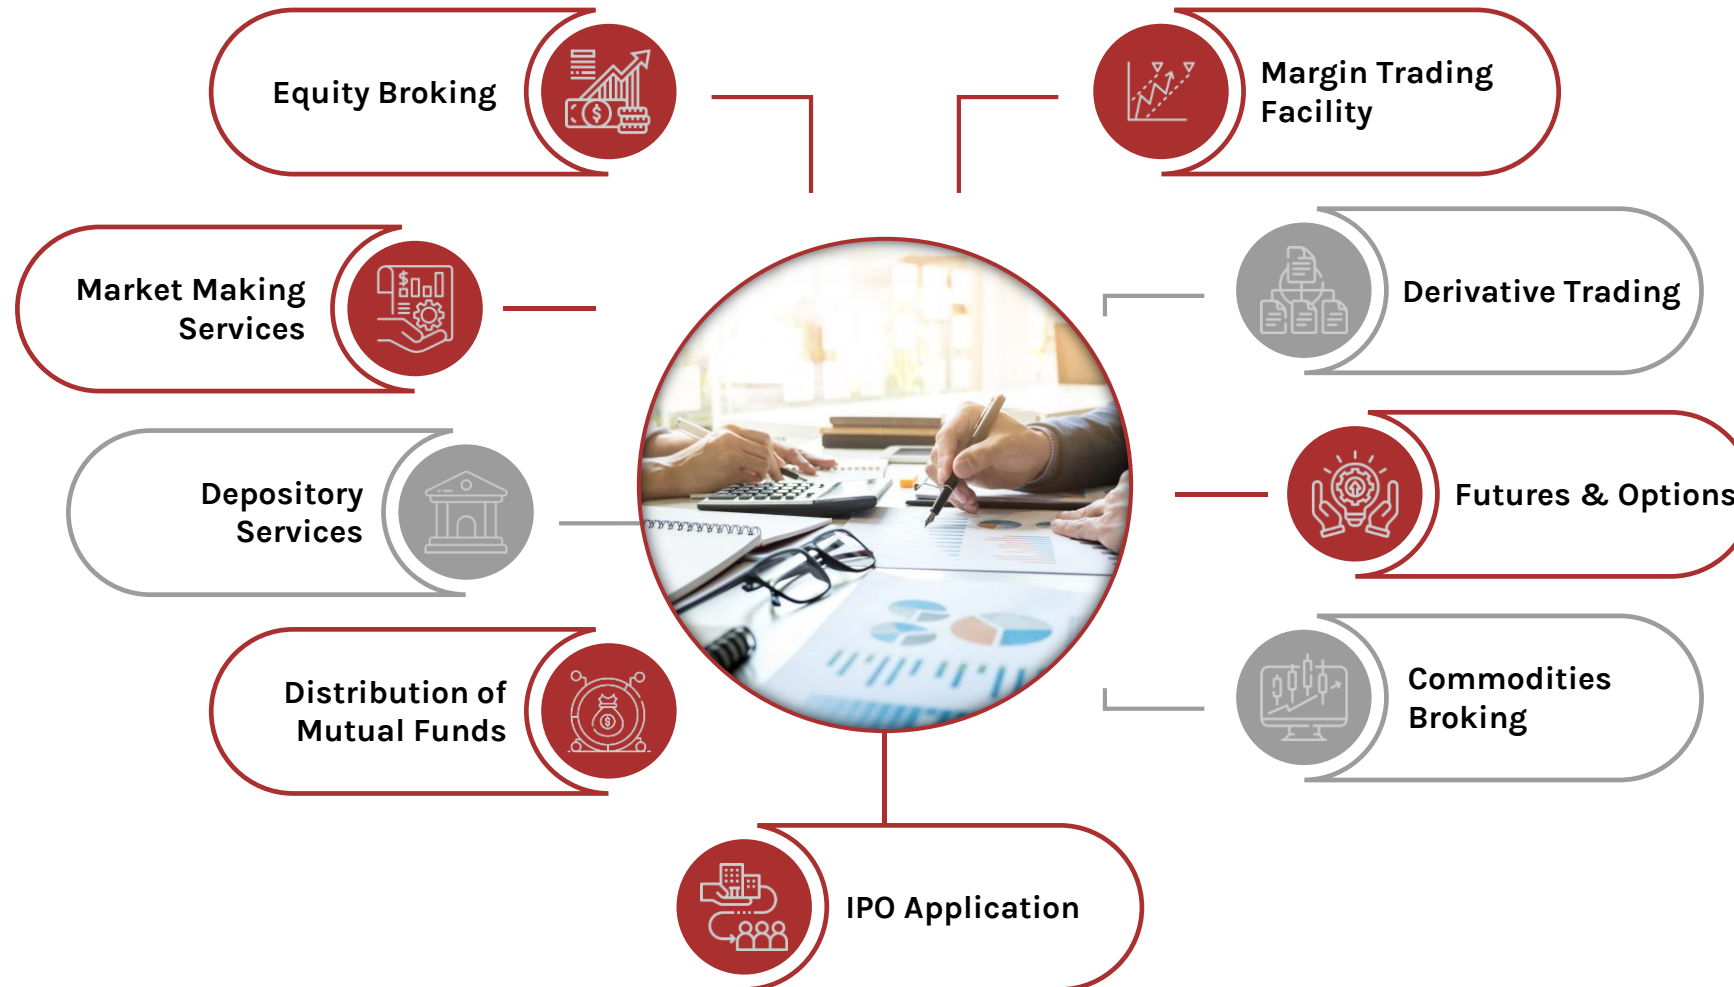 Equity Broking
Margin Trading
Facility
Market Making
Services
Derivative Trading
Depository
Services
Futures & Options
Distribution of
Mutual Funds
Commodities
Broking
IPO Application